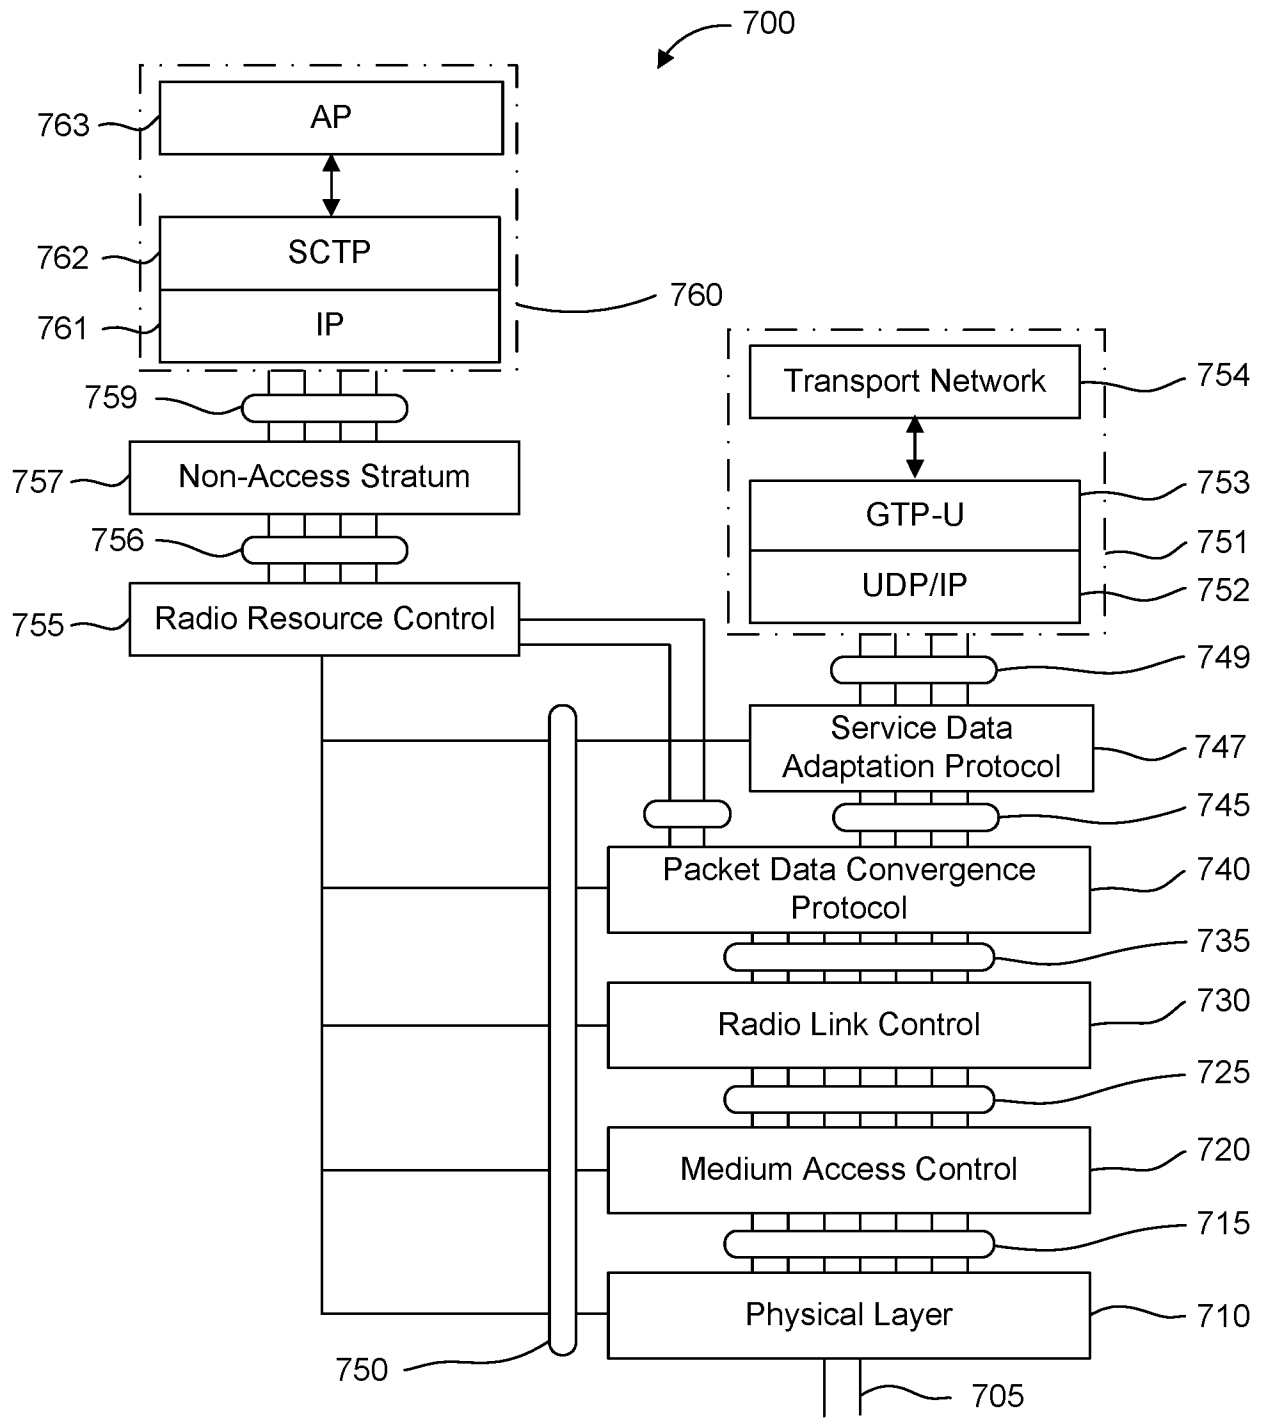 700
763
AP
762
SCTP
761
IP
760
759
754
Transport Network
757
Non-Access Stratum
753
GTP-U
756
751
752
UDP/IP
755
Radio Resource Control
749
747
Service Data
Adaptation Protocol
745
740
Packet Data Convergence
Protocol
735
730
Radio Link Control
725
720
Medium Access Control
715
710
Physical Layer
750
705